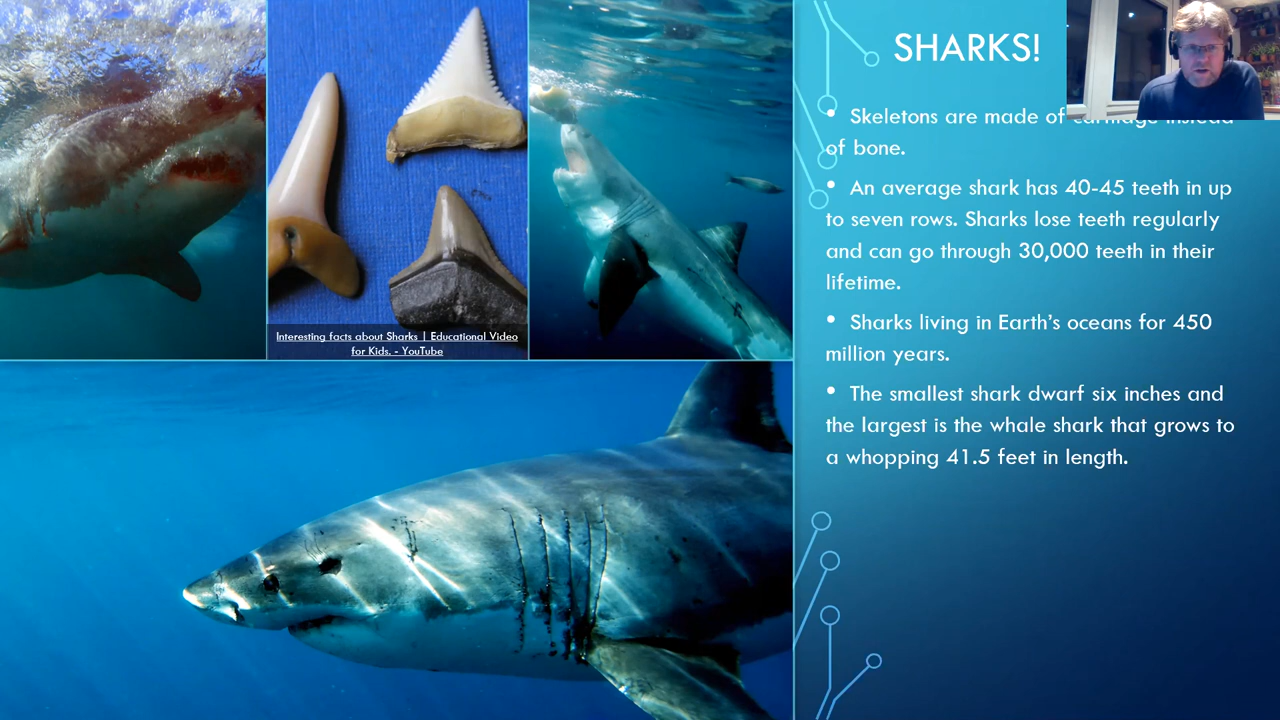 SHARKS!
• Skeletons are made of cartilage instead
of bone.
• An average shark has 40-45 teeth in up
to seven rows. Sharks lose teeth regularly
and can go through 30,000 teeth in their
lifetime.
• Sharks living in Earth’s oceans for 450
million years.
• The smallest shark dwarf six inches and
the largest is the whale shark that grows to
a whopping 41.5 feet in length.
Interesting facts about Sharks | Educational Video
for Kids. - YouTube